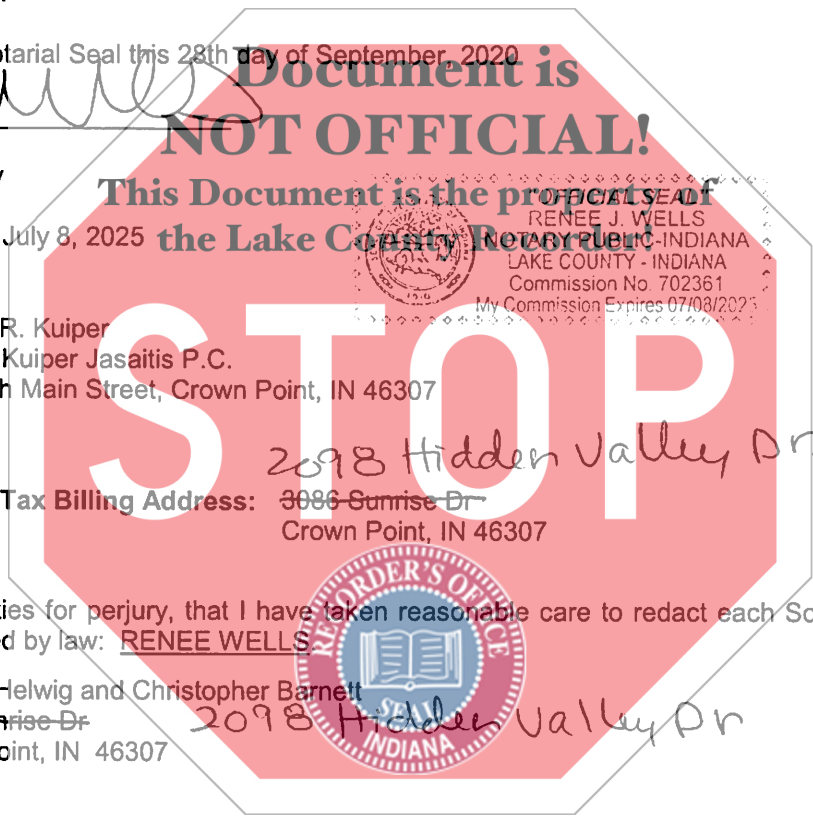 otarial Seal this 28th day of September, 2020
Document is
NOT OFFICIAL!
This Document is the property of
the Lake County Recorder!
"OFFICIAL SEAL"
RENEE J. WELLS
NOTARY PUBLIC-INDIANA
LAKE COUNTY - INDIANA
Commission No. 702361
My Commission Expires 07/08/202
July 8, 2025
R. Kuiper
Kuiper Jasaitis P.C.
h Main Street, Crown Point, IN 46307
STOP
2098 Hidden Valley Dr
Tax Billing Address: 3086 Sunrise Dr
Crown Point, IN 46307
ies for perjury, that I have taken reasonable care to redact each So
d by law: RENEE WELLS
RECORDER'S OFFICE
SEAL
INDIANA
Helwig and Christopher Barnett
nrise Dr 2098 Hidden Valley Dr
oint, IN 46307